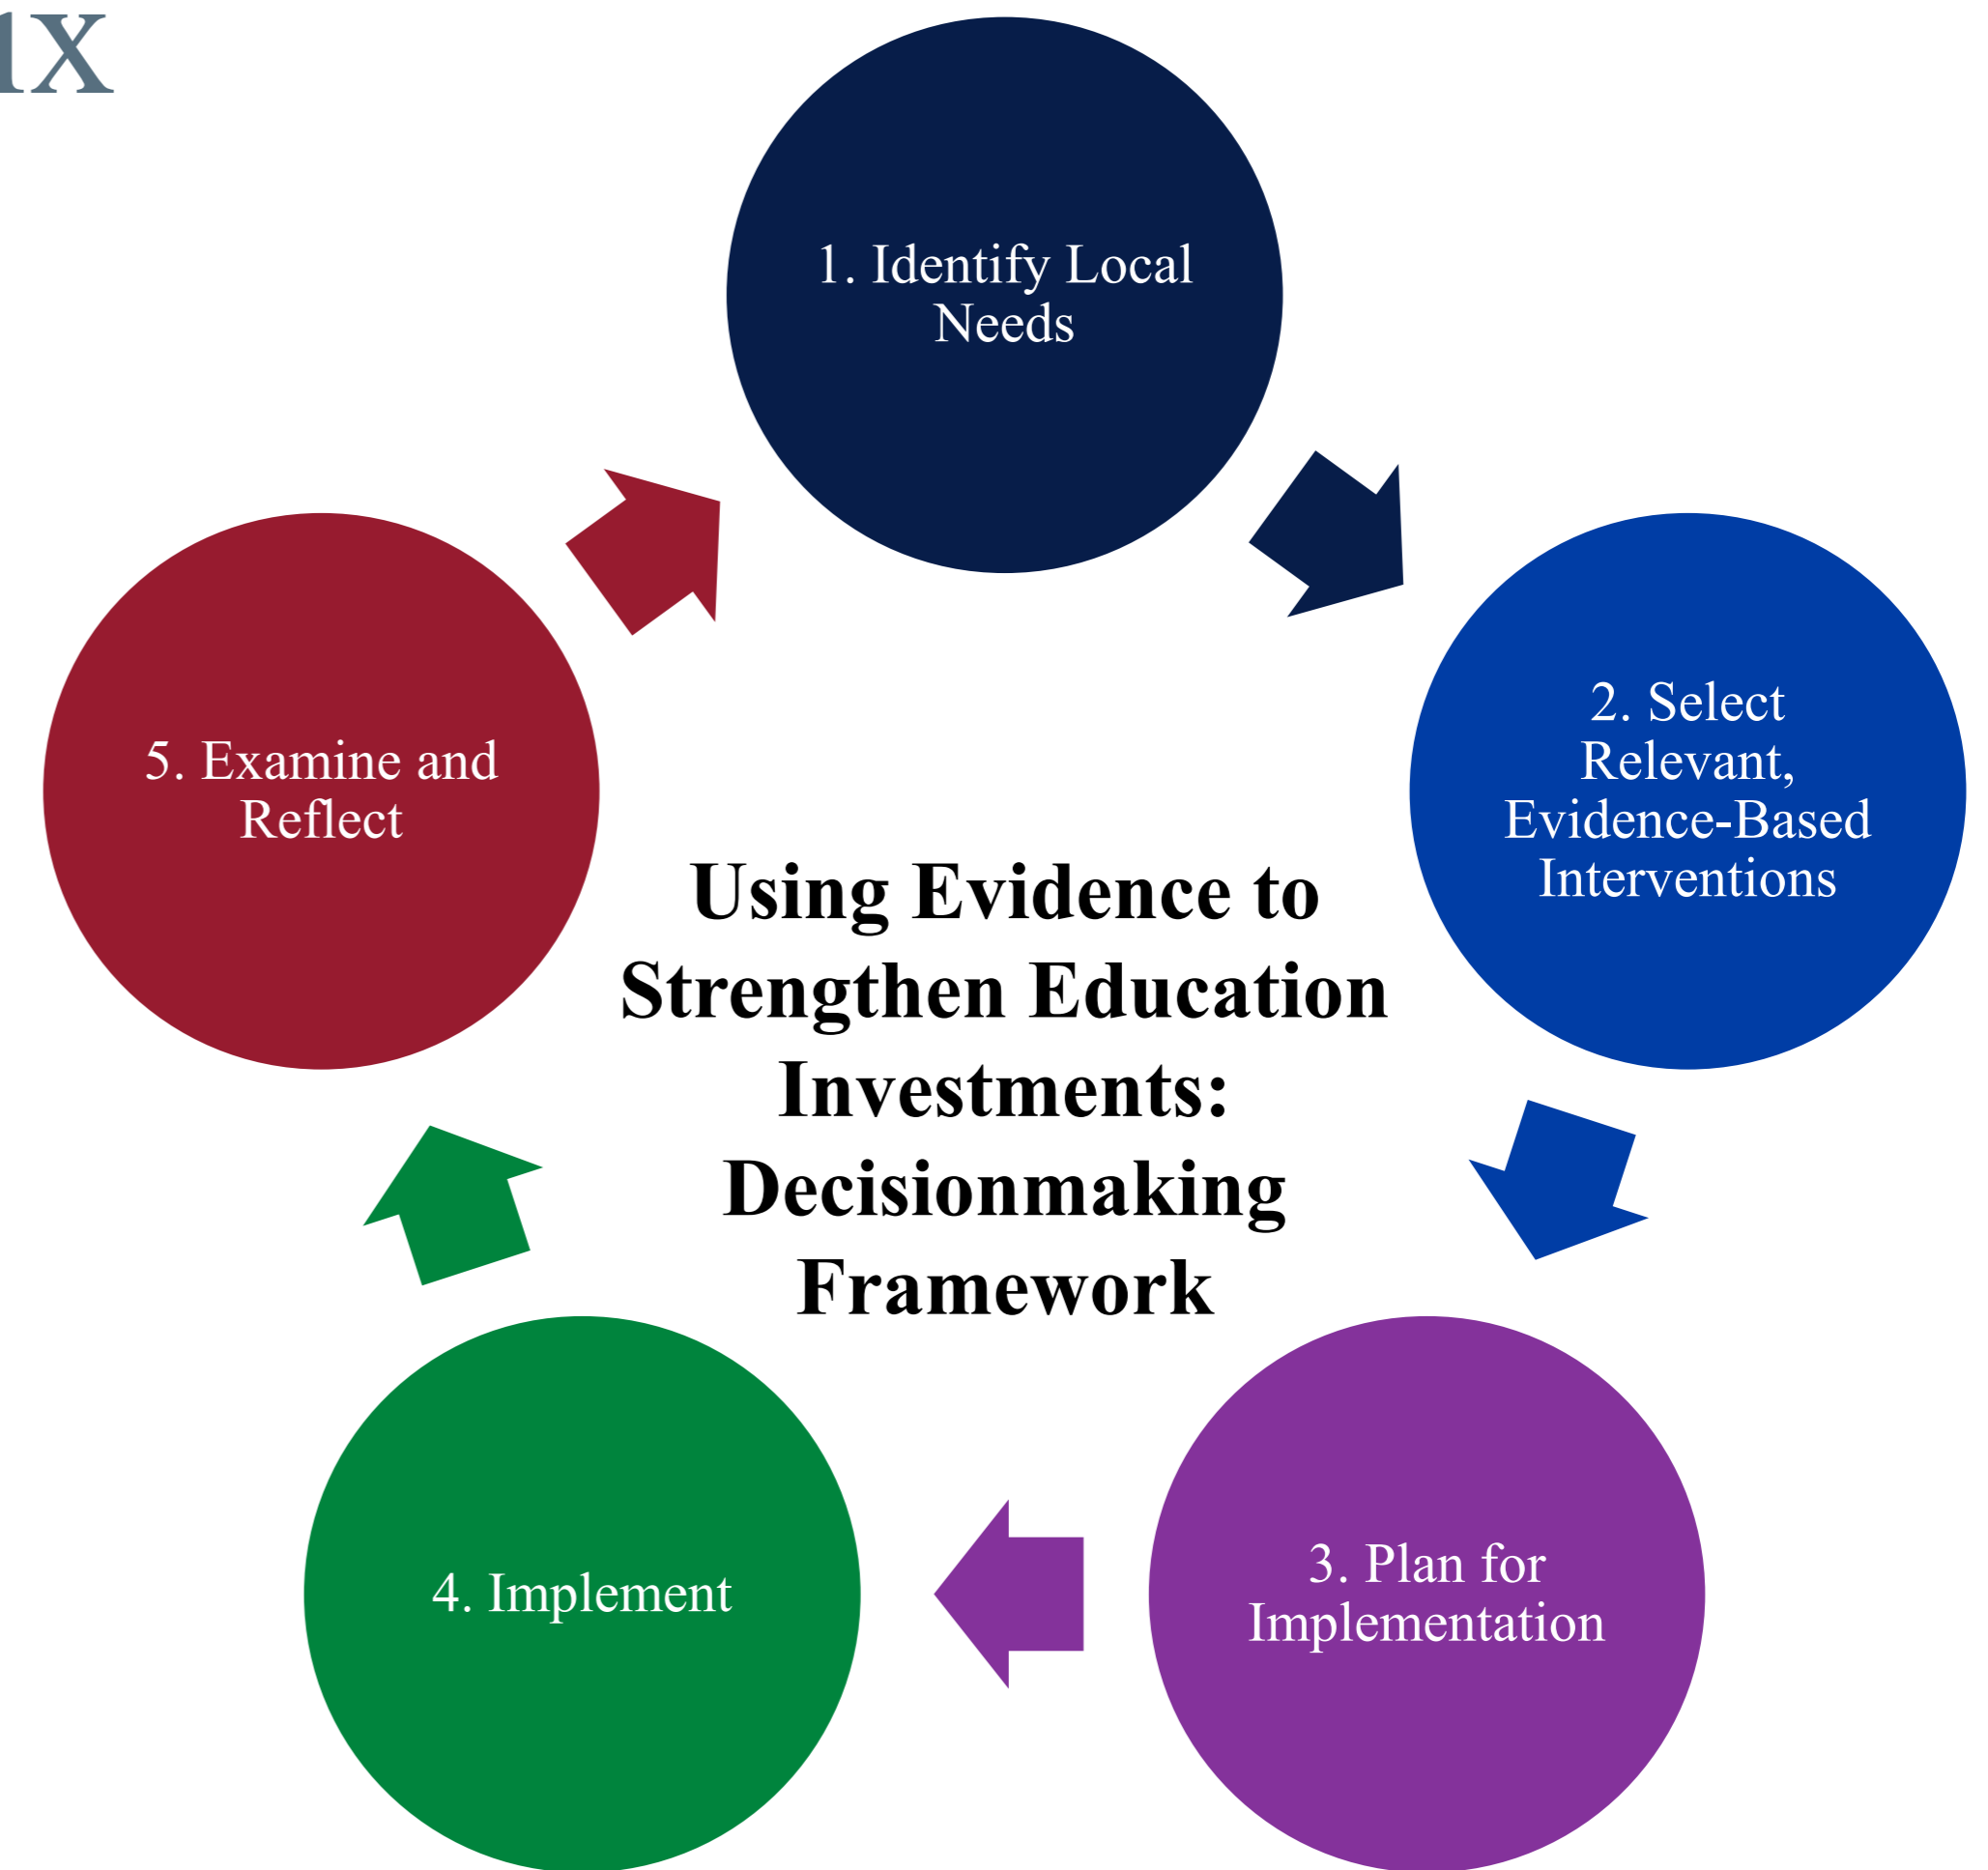 1. Identify Local
Needs
2. Select
Relevant,
Evidence-Based
Interventions
3. Plan for
Implementation
4. Implement
5. Examine and
Reflect
Using Evidence to
Strengthen Education
Investments:
Decisionmaking
Framework